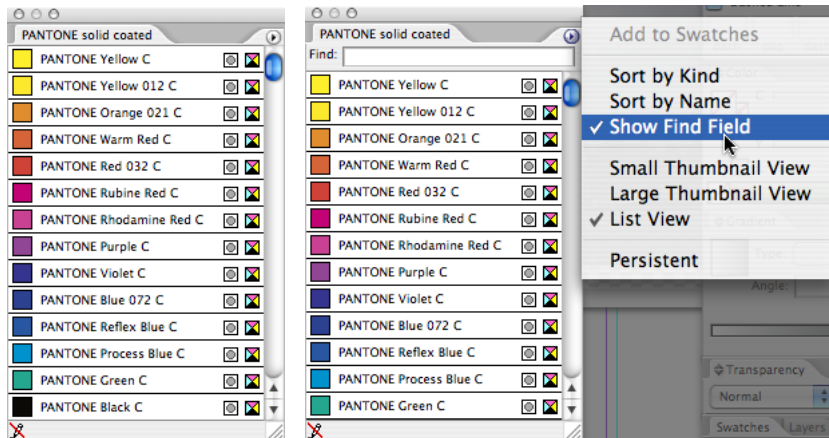 PANTONE solid coated
PANTONE Yellow C
PANTONE Yellow 012 C
PANTONE Orange 021 C
PANTONE Warm Red C
PANTONE Red 032 C
PANTONE Rubine Red C
PANTONE Rhodamine Red C
PANTONE Purple C
PANTONE Violet C
PANTONE Blue 072 C
PANTONE Reflex Blue C
PANTONE Process Blue C
PANTONE Green C
PANTONE Black C
PANTONE solid coated
Find:
PANTONE Yellow C
PANTONE Yellow 012 C
PANTONE Orange 021 C
PANTONE Warm Red C
PANTONE Red 032 C
PANTONE Rubine Red C
PANTONE Rhodamine Red C
PANTONE Purple C
PANTONE Violet C
PANTONE Blue 072 C
PANTONE Reflex Blue C
PANTONE Process Blue C
PANTONE Green C
Add to Swatches
Sort by Kind
Sort by Name
Show Find Field
Small Thumbnail View
Large Thumbnail View
List View
Persistent
Gradient
Type:
Angle:
Transparency
Normal
Swatches Layers